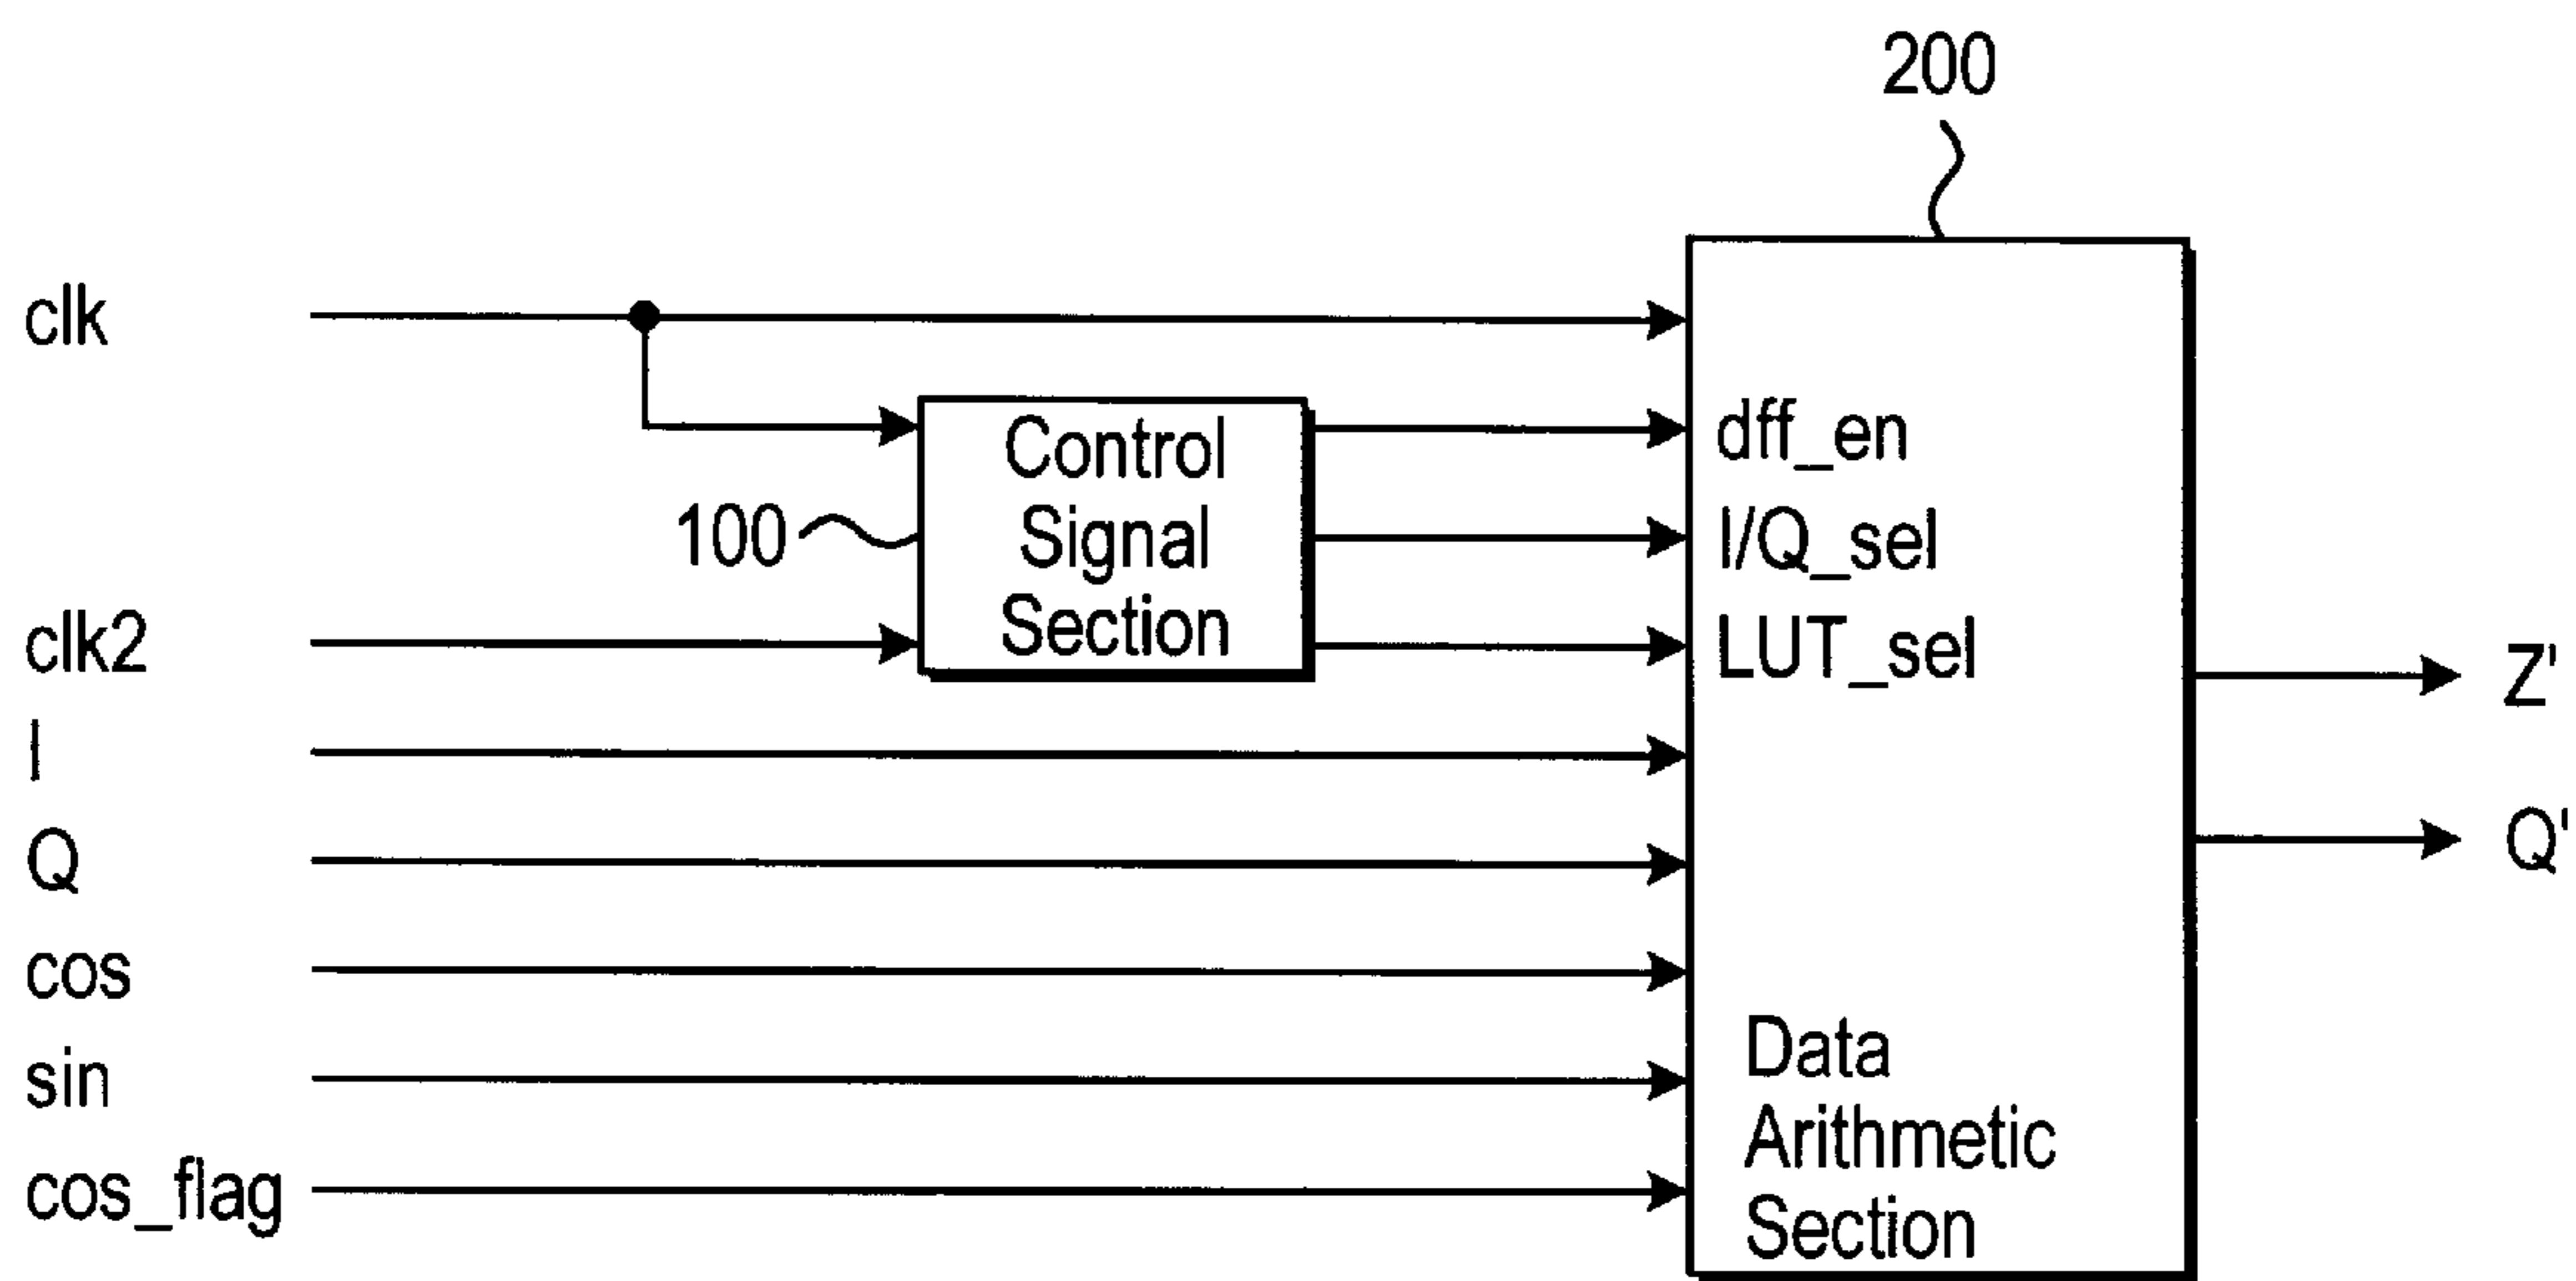 200
clk
Control
Signal
Section
100
dff_en
I/Q_sel
LUT_sel
clk2
I
Q
cos
sin
cos_flag
Data
Arithmetic
Section
Z'
Q'